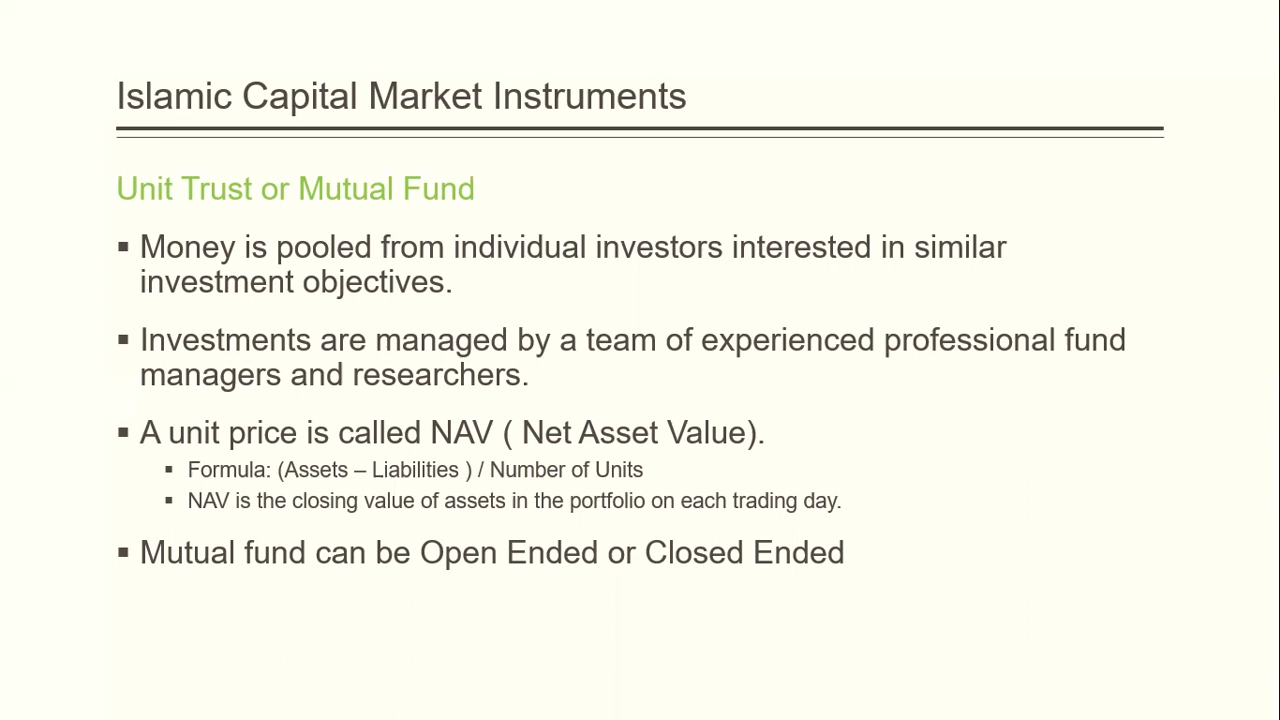 Islamic Capital Market Instruments
Unit Trust or Mutual Fund
▪ Money is pooled from individual investors interested in similar
investment objectives.
▪ Investments are managed by a team of experienced professional fund
managers and researchers.
▪ A unit price is called NAV ( Net Asset Value).
▪ Formula: (Assets – Liabilities ) / Number of Units
▪ NAV is the closing value of assets in the portfolio on each trading day.
▪ Mutual fund can be Open Ended or Closed Ended